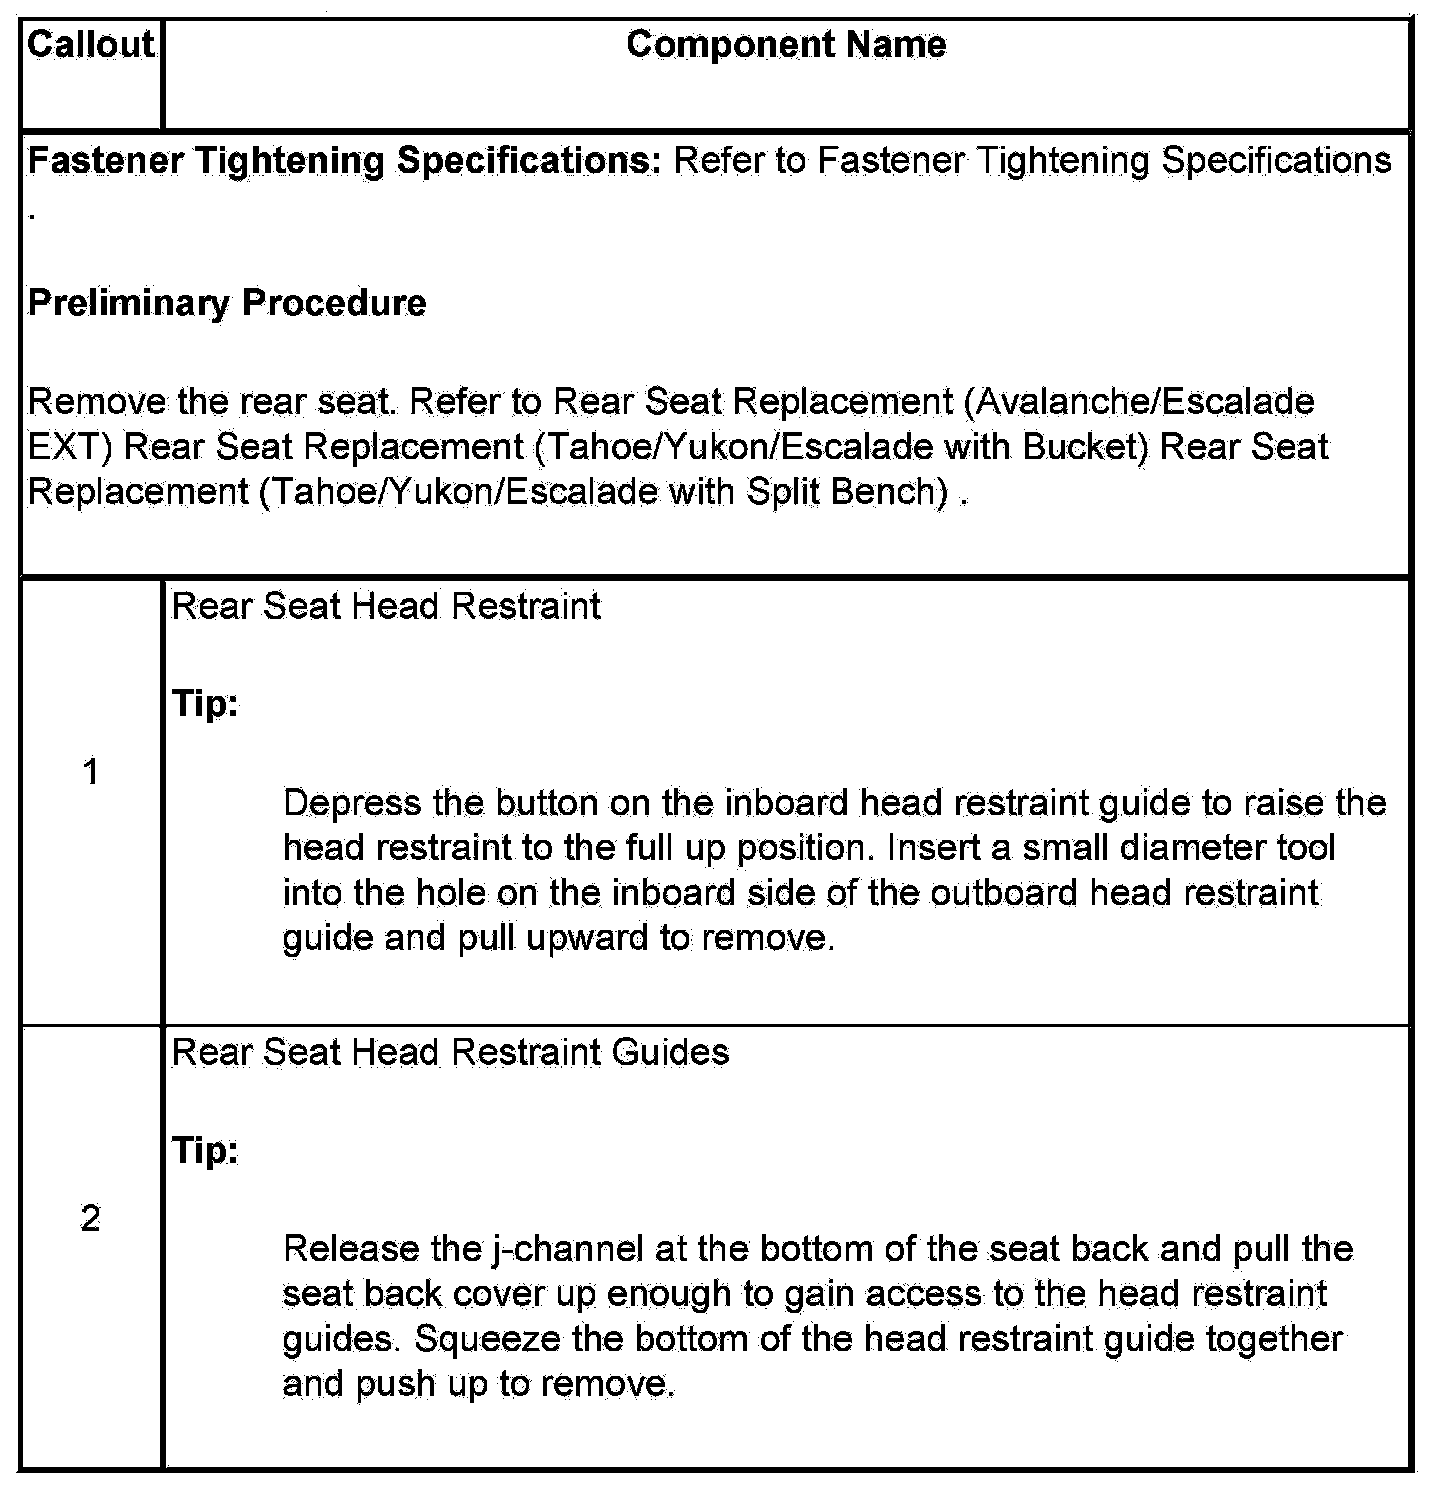 Callout
Component Name
Fastener Tightening Specifications: Refer to Fastener Tightening Specifications
.
Preliminary Procedure
Remove the rear seat. Refer to Rear Seat Replacement (Avalanche/Escalade
EXT) Rear Seat Replacement (Tahoe/Yukon/Escalade with Bucket) Rear Seat
Replacement (Tahoe/Yukon/Escalade with Split Bench) .
1
Rear Seat Head Restraint
Tip:
Depress the button on the inboard head restraint guide to raise the
head restraint to the full up position. Insert a small diameter tool
into the hole on the inboard side of the outboard head restraint
guide and pull upward to remove.
2
Rear Seat Head Restraint Guides
Tip:
Release the j-channel at the bottom of the seat back and pull the
seat back cover up enough to gain access to the head restraint
guides. Squeeze the bottom of the head restraint guide together
and push up to remove.